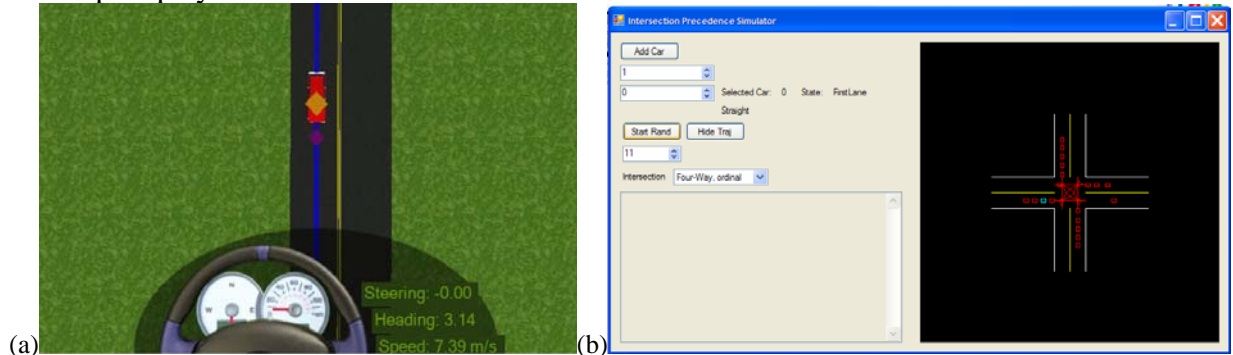 Intersection Precedence Simulator
Add Car
1
0 Selected Car: 0 State: FirstLane
Straight
Start Rand Hide Traj
11
Intersection Four-Way, ordinal
N
W E
Steering: -0.00
Heading: 3.14
Speed: 7.39 m/s
(a) (b)